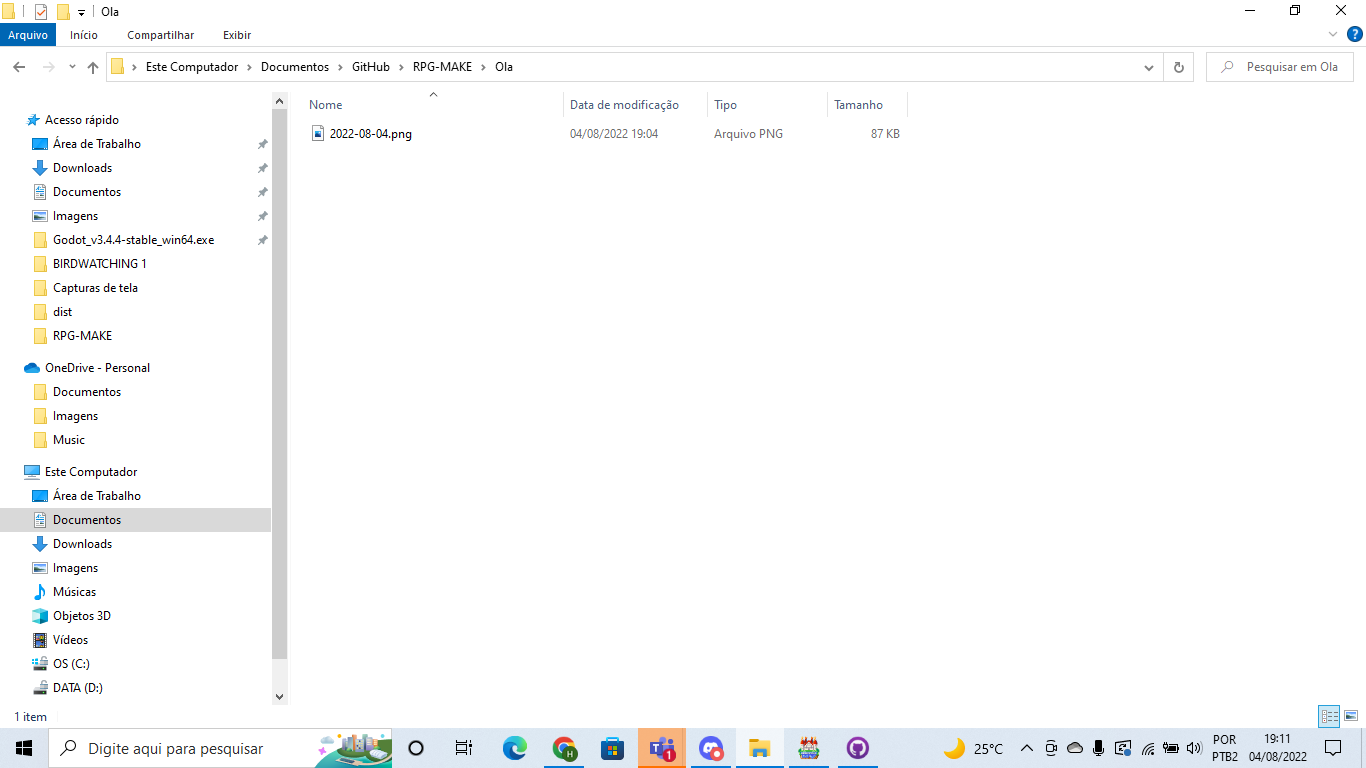 Ola
Arquivo Início Compartilhar Exibir
Este Computador Documentos GitHub RPG-MAKE Ola Pesquisar em Ola
Nome Data de modificação Tipo Tamanho
2022-08-04.png 04/08/2022 19:04 Arquivo PNG 87 KB
Acesso rápido
Área de Trabalho
Downloads
Documentos
Imagens
Godot_v3.4.4-stable_win64.exe
BIRDWATCHING 1
Capturas de tela
dist
RPG-MAKE
OneDrive - Personal
Documentos
Imagens
Music
Este Computador
Área de Trabalho
Documentos
Downloads
Imagens
Músicas
Objetos 3D
Vídeos
OS (C:)
DATA (D:)
1 item
Digite aqui para pesquisar H 1 25°C POR 19:11
PTB2 04/08/2022